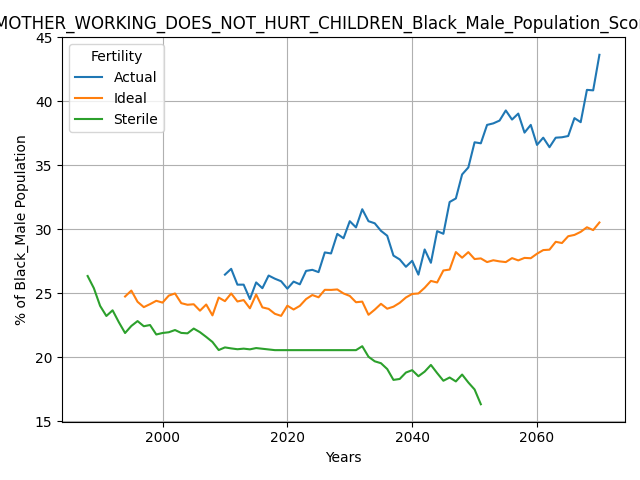 MOTHER_WORKING_DOES_NOT_HURT_CHILDREN_Black_Male_Population_Scor
Fertility
Actual
Ideal
Sterile
% of Black_Male Population
45
40
35
30
25
20
15
2000 2020 2040 2060
Years